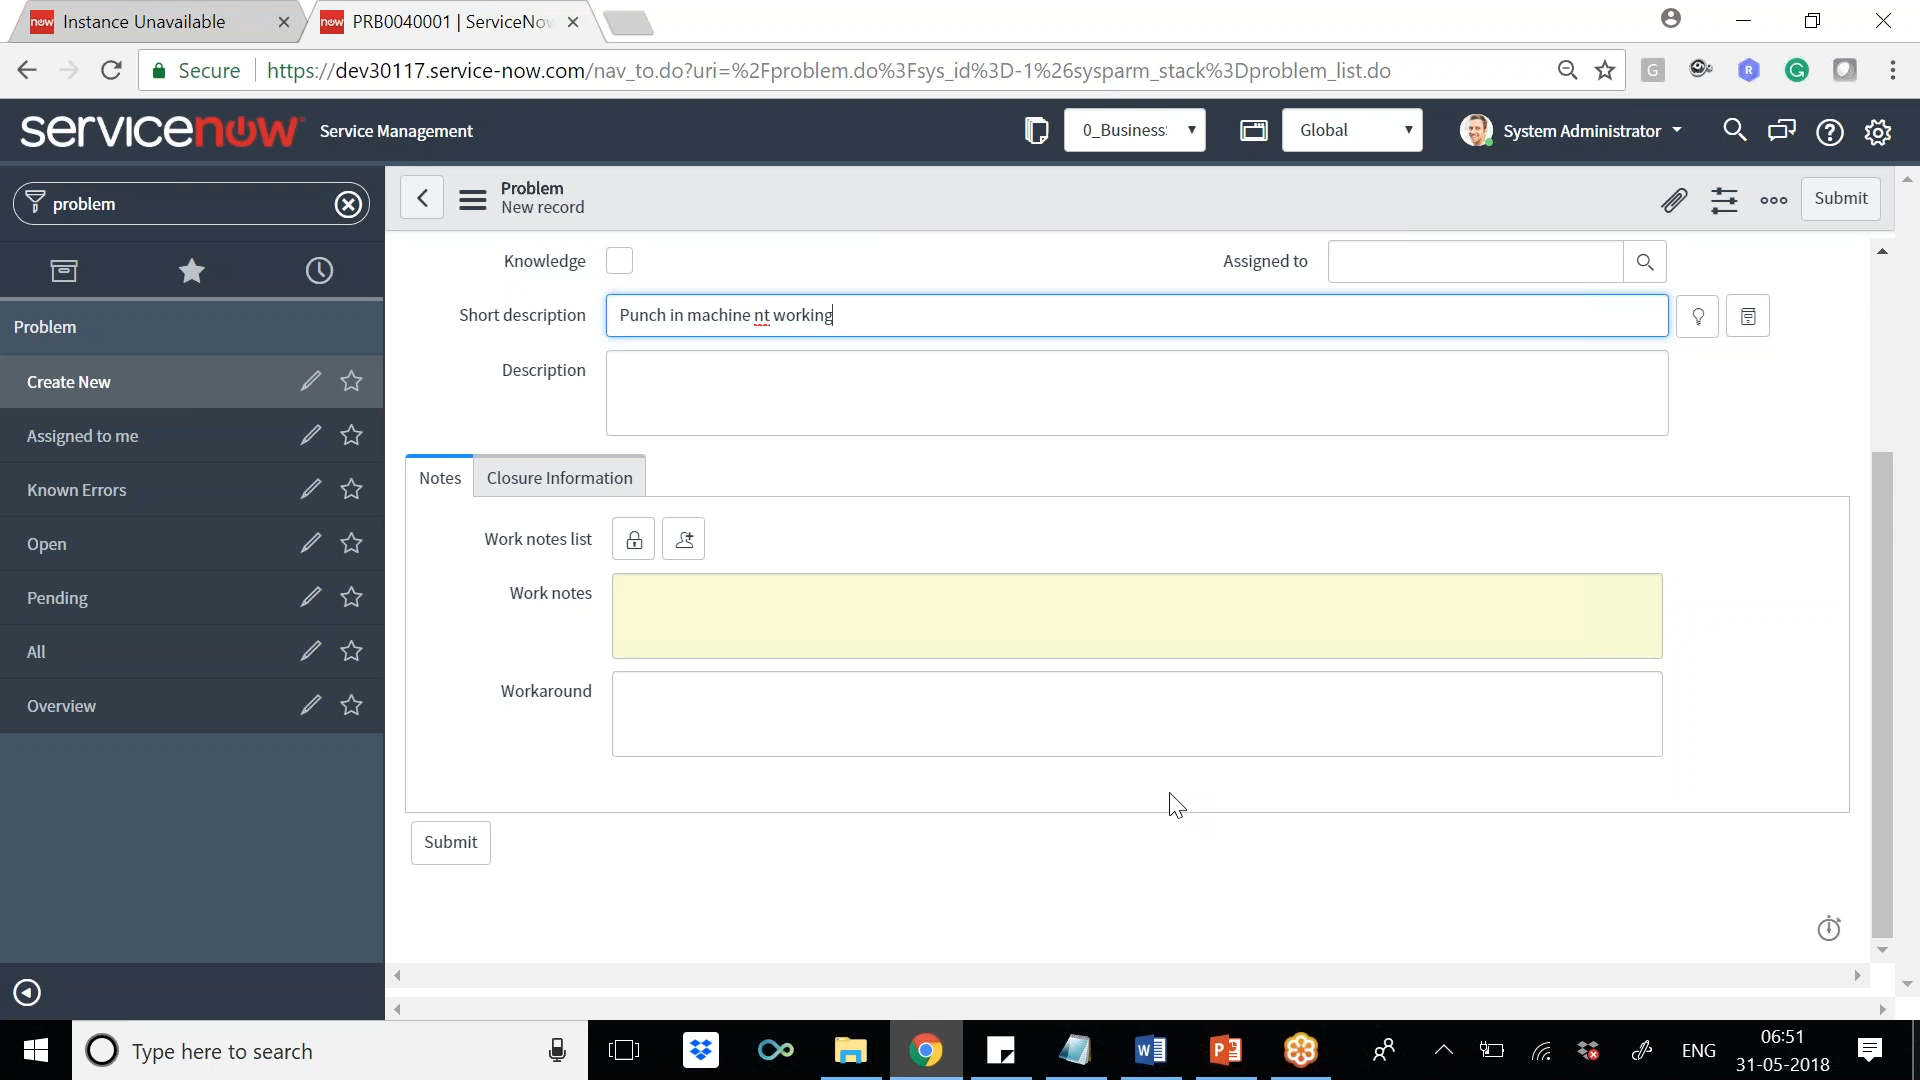 now Instance Unavailable
now PRB0040001 | ServiceNow
Secure https://dev30117.service-now.com/nav_to.do?uri=%2Fproblem.do%3Fsys_id%3D-1%26sysparm_stack%3Dproblem_list.do
servicenow Service Management
0_Business
Global
System Administrator
problem
Problem
New record
Submit
Problem
Create New
Assigned to me
Known Errors
Open
Pending
All
Overview
Knowledge
Assigned to
Short description Punch in machine nt working
Description
Notes Closure Information
Work notes list
Work notes
Workaround
Submit
Type here to search
ENG
06:51
31-05-2018